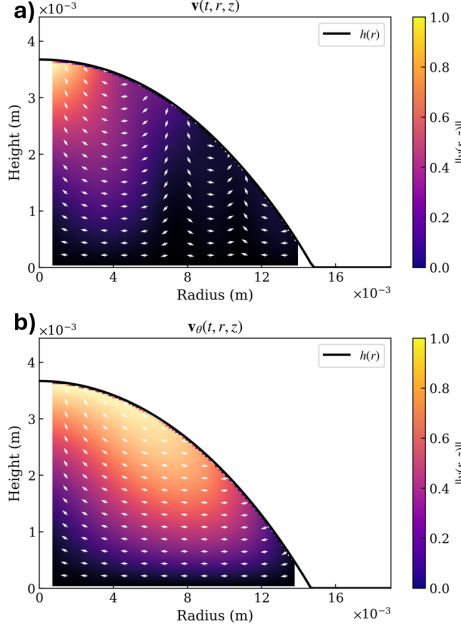 a)
×10⁻³
v(t, r, z)
h(r)
4
3
2
1
0
Height (m)
0 4 8 12 16
×10⁻³
Radius (m)
1.0
0.8
0.6
0.4
0.2
0.0
b)
×10⁻³
v_θ(t, r, z)
h(r)
4
3
2
1
0
Height (m)
0 4 8 12 16
×10⁻³
Radius (m)
1.0
0.8
0.6
0.4
0.2
0.0